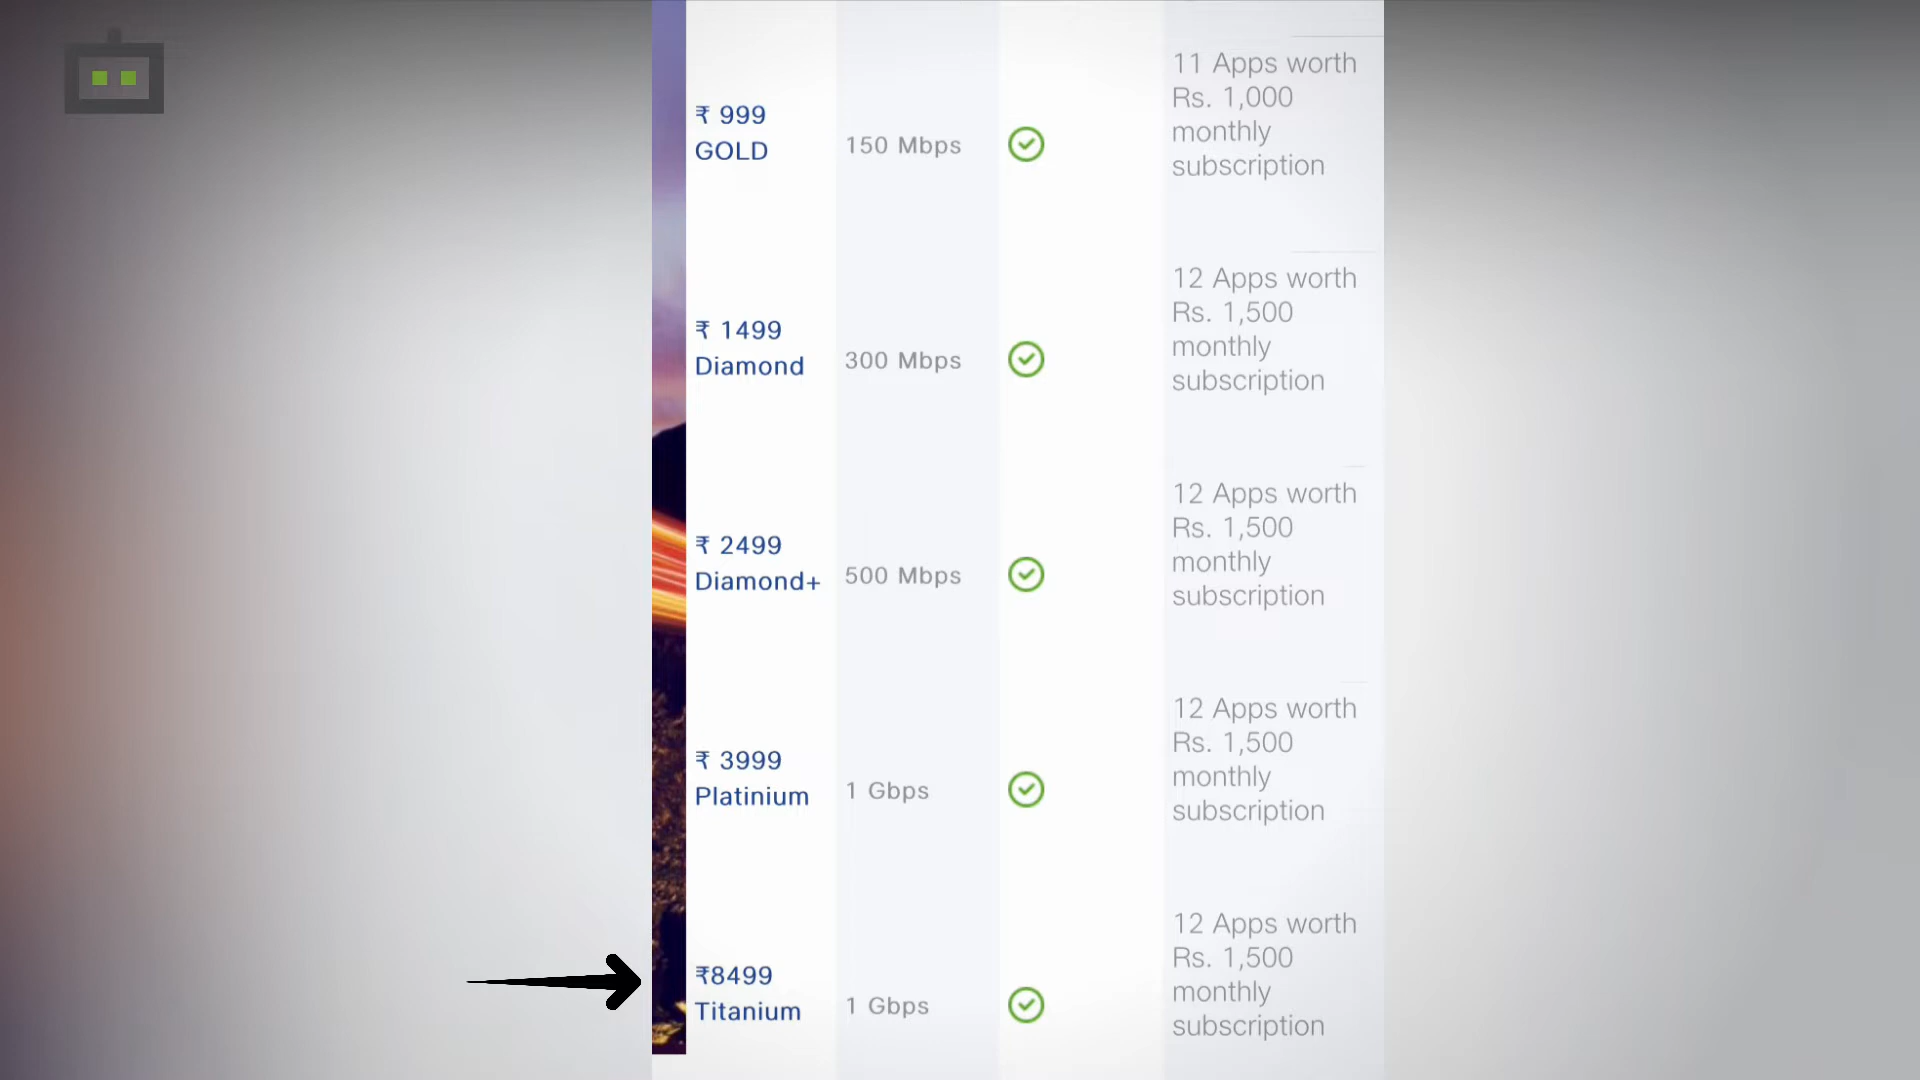 ₹ 999
GOLD
150 Mbps
11 Apps worth
Rs. 1,000
monthly
subscription
₹ 1499
Diamond
300 Mbps
12 Apps worth
Rs. 1,500
monthly
subscription
₹ 2499
Diamond+
500 Mbps
12 Apps worth
Rs. 1,500
monthly
subscription
₹ 3999
Platinium
1 Gbps
12 Apps worth
Rs. 1,500
monthly
subscription
₹8499
Titanium
1 Gbps
12 Apps worth
Rs. 1,500
monthly
subscription